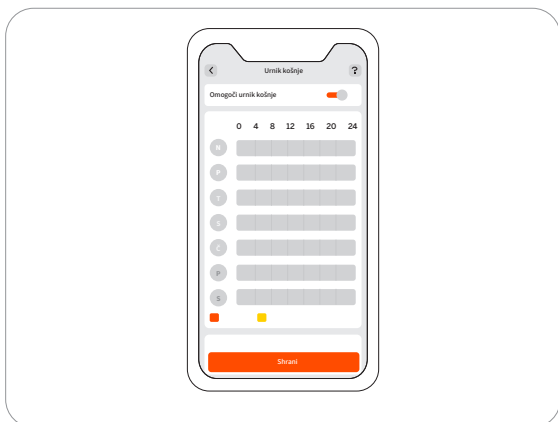 Urnik košnje ?
Omogoči urnik košnje
0 4 8 12 16 20 24
N
P
T
S
Č
P
S
Shrani